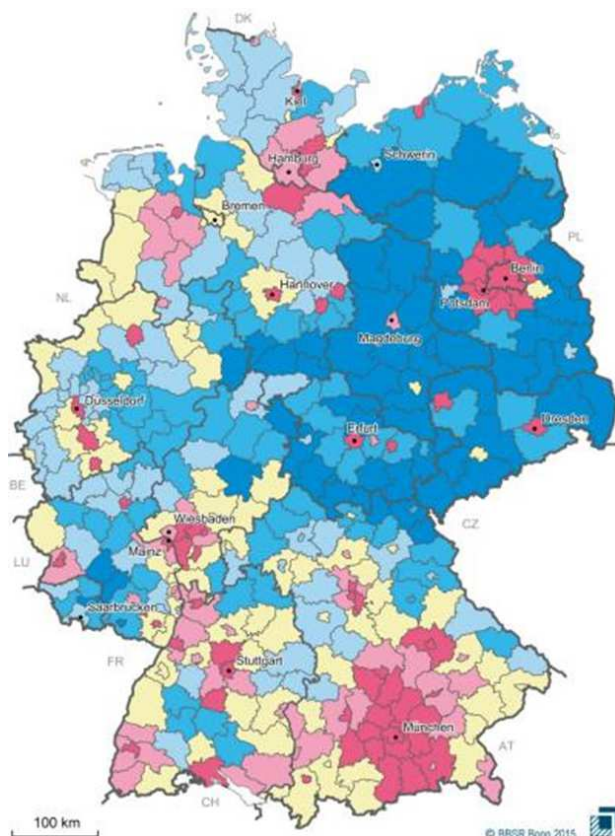 DK
Kiel
Hamburg
Schwerin
Bremen
PL
Berlin
Hannover
Potsdam
NL
Magdeburg
BE
Düsseldorf
Erfurt
Dresden
BE
Wiesbaden
CZ
Mainz
LU
Saarbrücken
FR
Stuttgart
München
AT
CH
100 km
© BBSR Bonn 2015